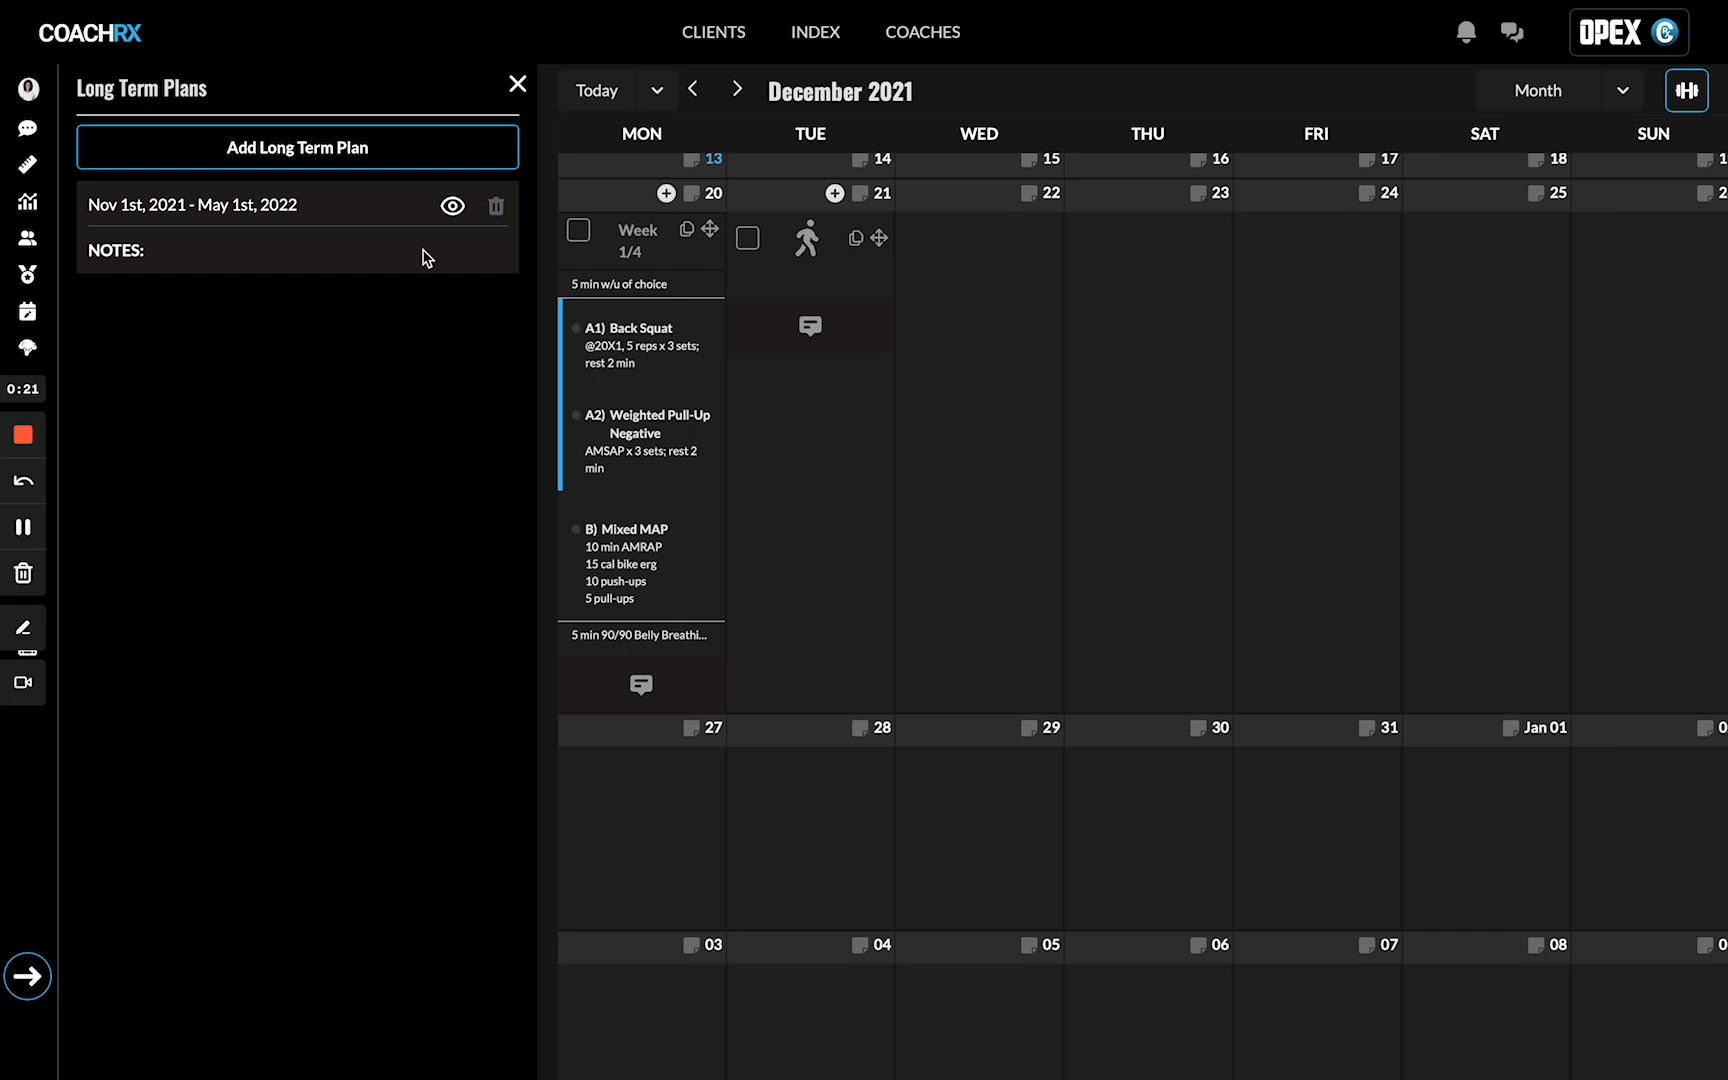 COACHRX
CLIENTS
INDEX
COACHES
OPEX
Long Term Plans
Add Long Term Plan
Nov 1st, 2021 - May 1st, 2022
NOTES:
0:21
Today
December 2021
Month
MON TUE WED THU FRI SAT SUN
13 14 15 16 17 18 1
20 21 22 23 24 25 2
Week
1/4
5 min w/u of choice
A1) Back Squat
@20X1, 5 reps x 3 sets;
rest 2 min
A2) Weighted Pull-Up
Negative
AMSAP x 3 sets; rest 2
min
B) Mixed MAP
10 min AMRAP
15 cal bike erg
10 push-ups
5 pull-ups
5 min 90/90 Belly Breathi...
27 28 29 30 31 Jan 01 0
03 04 05 06 07 08 0